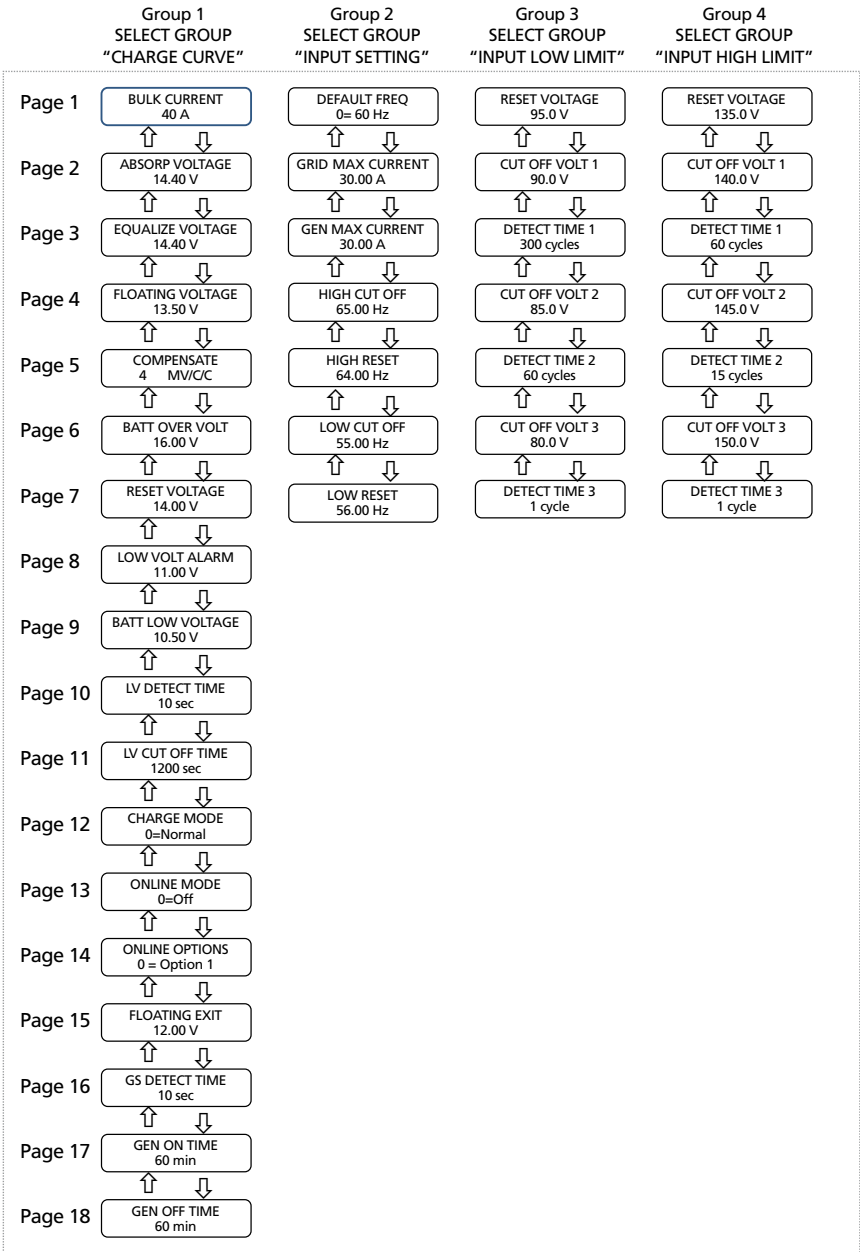 Group 1
SELECT GROUP
“CHARGE CURVE”
Group 2
SELECT GROUP
“INPUT SETTING”
Group 3
SELECT GROUP
“INPUT LOW LIMIT”
Group 4
SELECT GROUP
“INPUT HIGH LIMIT”
Page 1
BULK CURRENT
40 A
DEFAULT FREQ
0= 60 Hz
RESET VOLTAGE
95.0 V
RESET VOLTAGE
135.0 V
Page 2
ABSORP VOLTAGE
14.40 V
GRID MAX CURRENT
30.00 A
CUT OFF VOLT 1
90.0 V
CUT OFF VOLT 1
140.0 V
Page 3
EQUALIZE VOLTAGE
14.40 V
GEN MAX CURRENT
30.00 A
DETECT TIME 1
300 cycles
DETECT TIME 1
60 cycles
Page 4
FLOATING VOLTAGE
13.50 V
HIGH CUT OFF
65.00 Hz
CUT OFF VOLT 2
85.0 V
CUT OFF VOLT 2
145.0 V
Page 5
COMPENSATE
4 MV/C/C
HIGH RESET
64.00 Hz
DETECT TIME 2
60 cycles
DETECT TIME 2
15 cycles
Page 6
BATT OVER VOLT
16.00 V
LOW CUT OFF
55.00 Hz
CUT OFF VOLT 3
80.0 V
CUT OFF VOLT 3
150.0 V
Page 7
RESET VOLTAGE
14.00 V
LOW RESET
56.00 Hz
DETECT TIME 3
1 cycle
DETECT TIME 3
1 cycle
Page 8
LOW VOLT ALARM
11.00 V
Page 9
BATT LOW VOLTAGE
10.50 V
Page 10
LV DETECT TIME
10 sec
Page 11
LV CUT OFF TIME
1200 sec
Page 12
CHARGE MODE
0=Normal
Page 13
ONLINE MODE
0=Off
Page 14
ONLINE OPTIONS
0 = Option 1
Page 15
FLOATING EXIT
12.00 V
Page 16
GS DETECT TIME
10 sec
Page 17
GEN ON TIME
60 min
Page 18
GEN OFF TIME
60 min